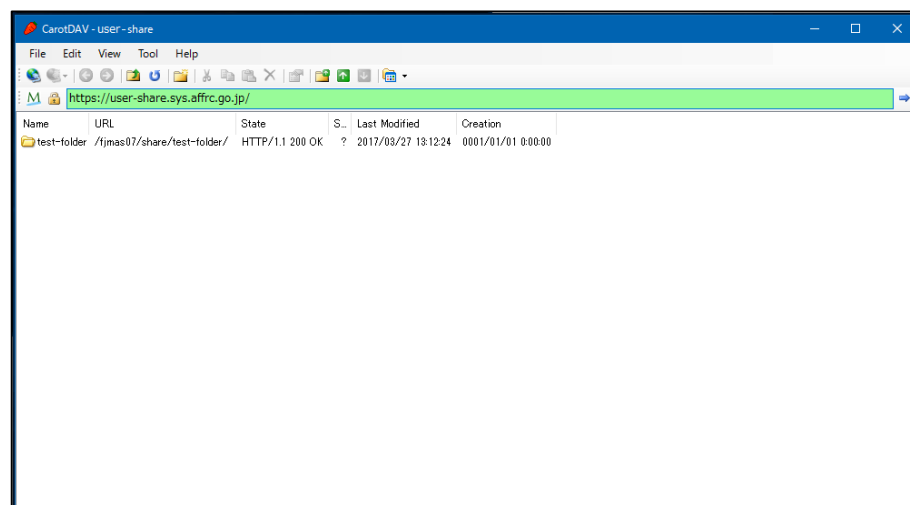 CarotDAV - user-share
File Edit View Tool Help
M https://user-share.sys.affrc.go.jp/
Name URL State S... Last Modified Creation
test-folder /fjmas07/share/test-folder/ HTTP/1.1 200 OK ? 2017/03/27 13:12:24 0001/01/01 0:00:00